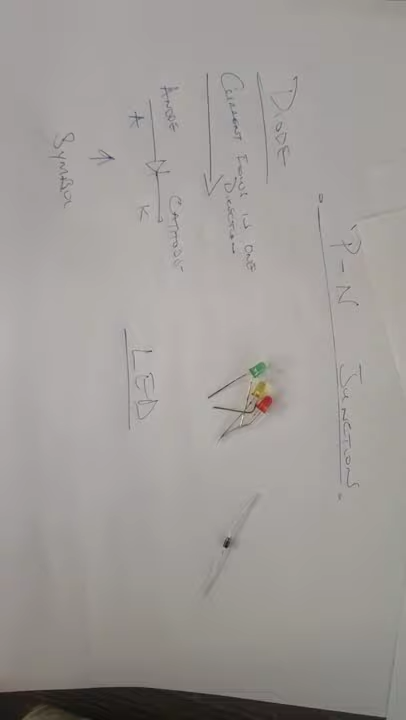 P-N JUNCTION
DIODE
CURRENT FLOWS IN ONE
DIRECTION
ANODE CATHODE
A K
SYMBOL
LED